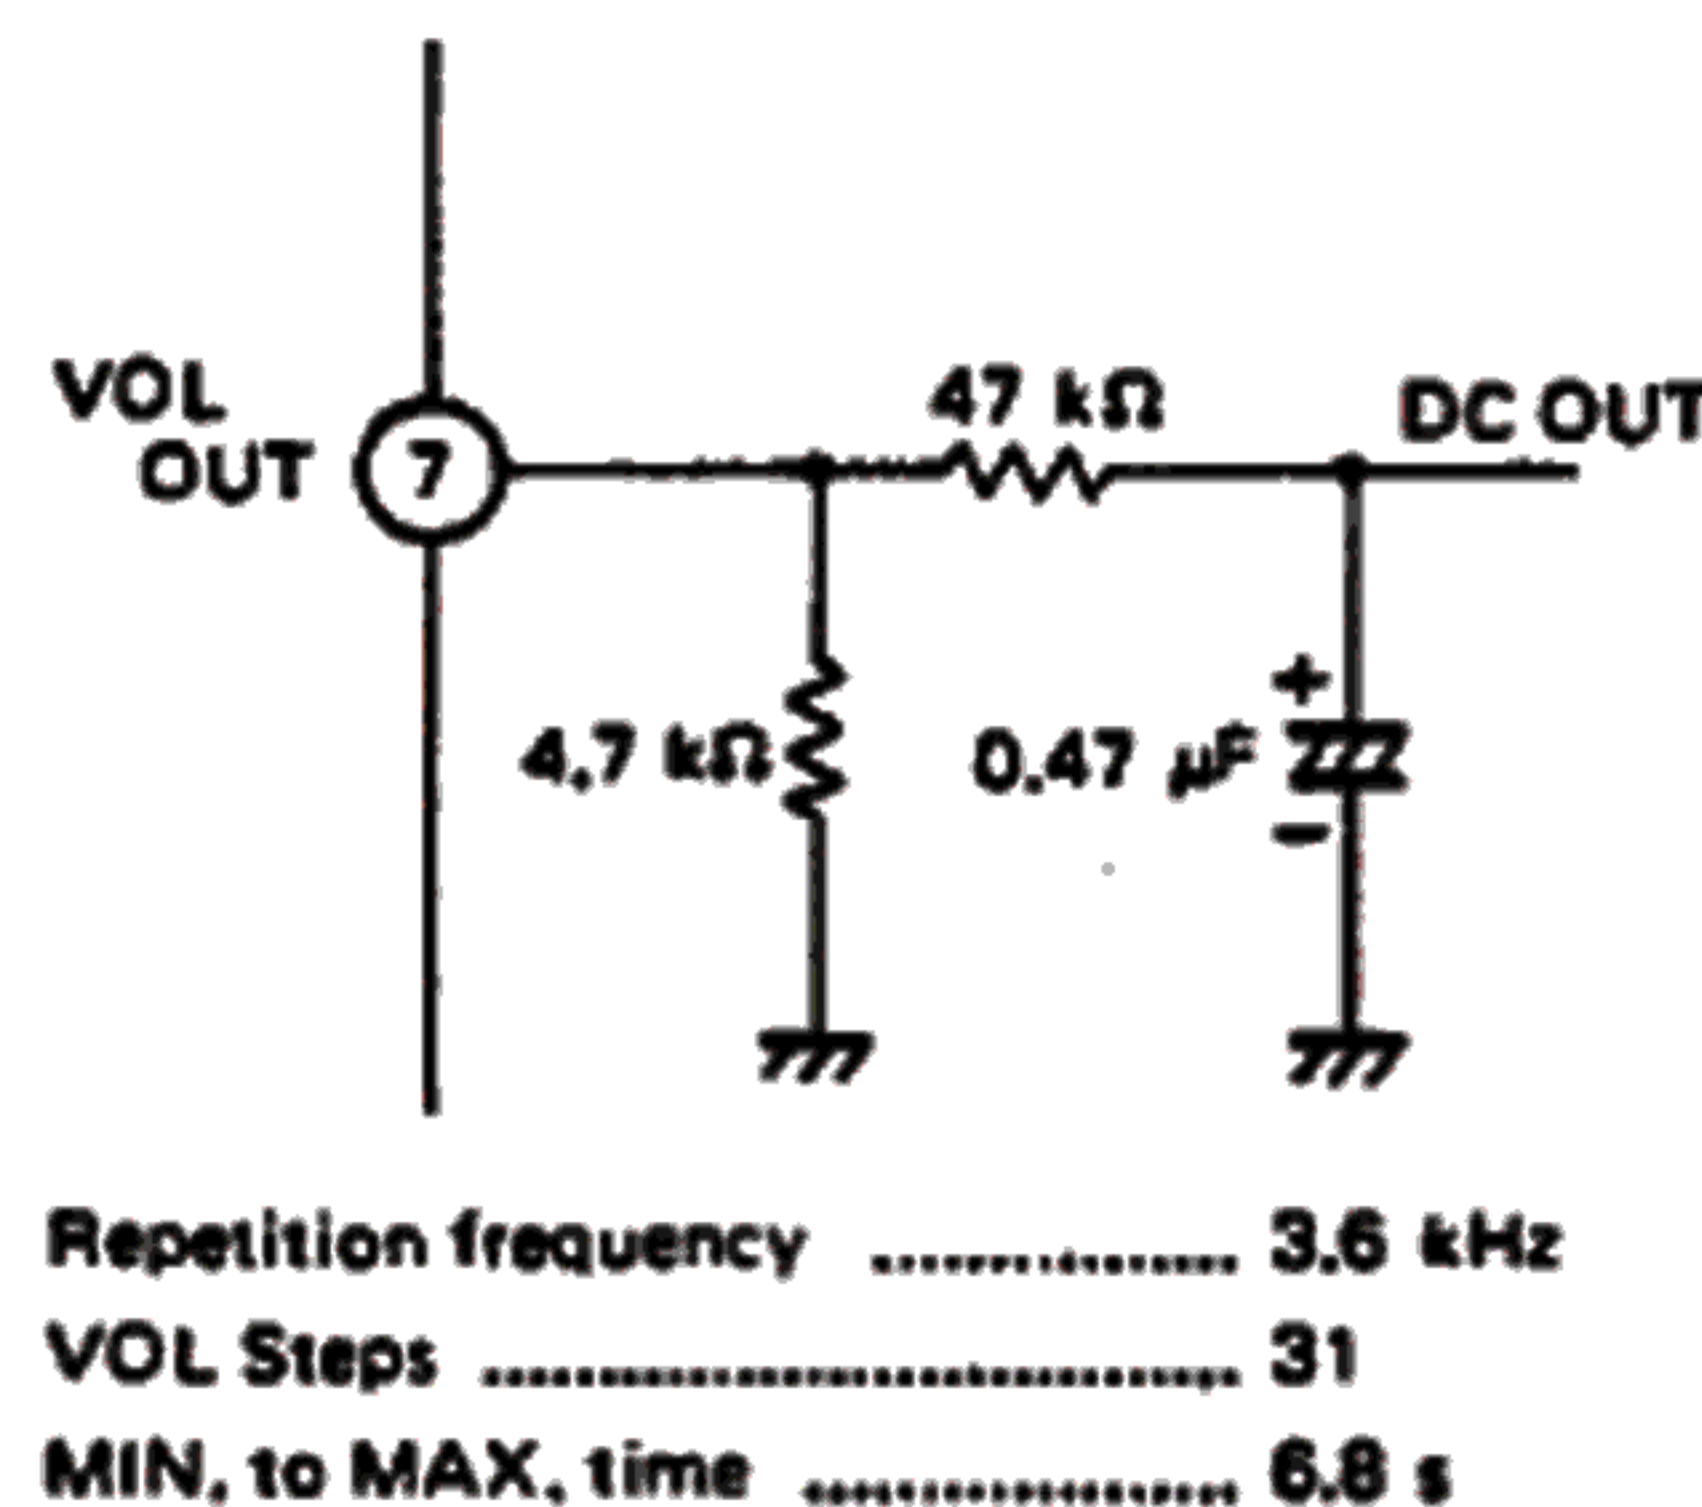 VOL
OUT
7
47 kΩ
DC OUT
4.7 kΩ
0.47 μF
+
−
Repetition frequency ................ 3.6 kHz
VOL Steps ................................. 31
MIN. to MAX. time ................... 6.8 s